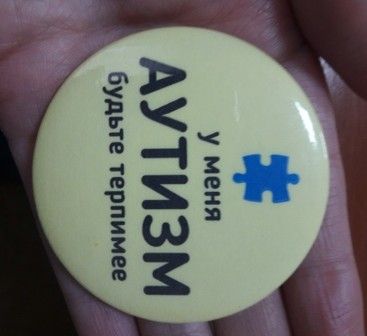 у меня
АУТИЗМ
будьте терпимее